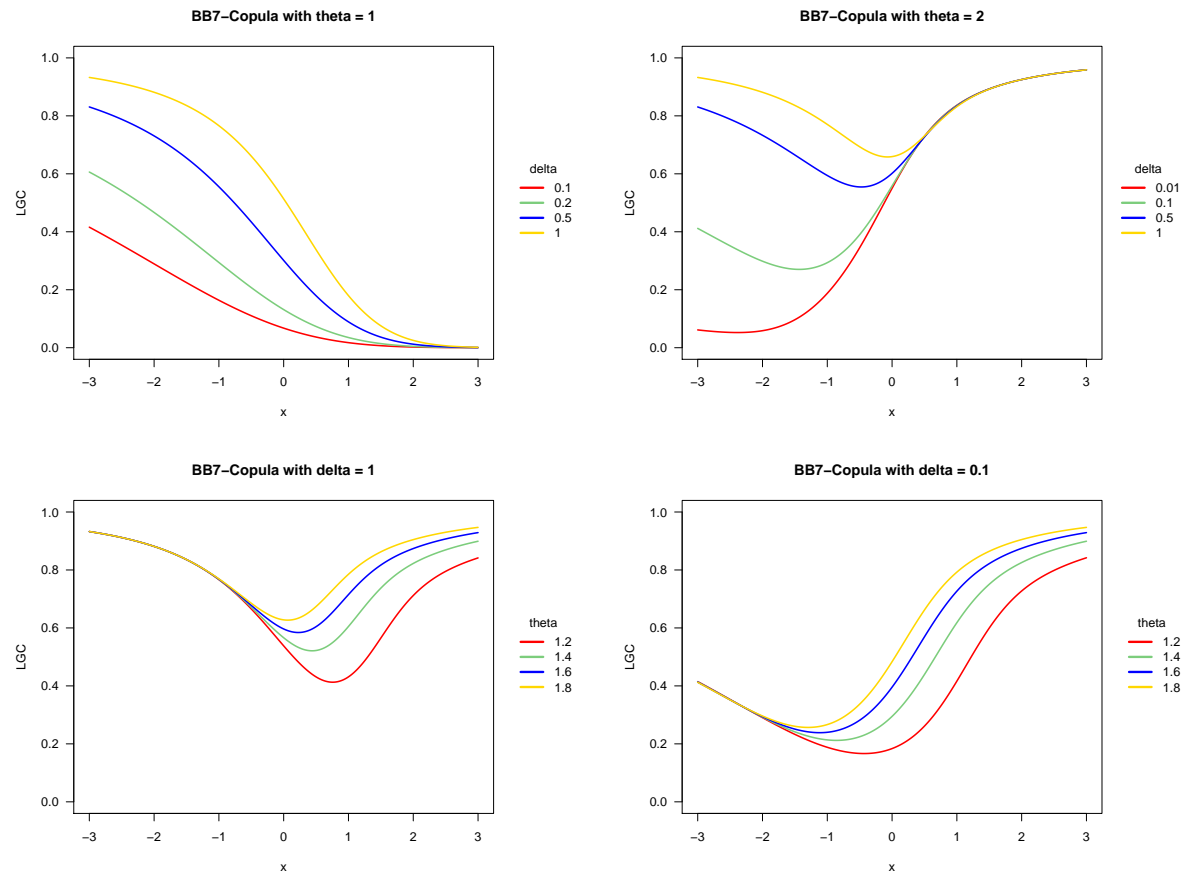 BB7−Copula with theta = 1
LGC
1.0
0.8
0.6
0.4
0.2
0.0
−3 −2 −1 0 1 2 3
x
delta
0.1
0.2
0.5
1
BB7−Copula with theta = 2
LGC
1.0
0.8
0.6
0.4
0.2
0.0
−3 −2 −1 0 1 2 3
x
delta
0.01
0.1
0.5
1
BB7−Copula with delta = 1
LGC
1.0
0.8
0.6
0.4
0.2
0.0
−3 −2 −1 0 1 2 3
x
theta
1.2
1.4
1.6
1.8
BB7−Copula with delta = 0.1
LGC
1.0
0.8
0.6
0.4
0.2
0.0
−3 −2 −1 0 1 2 3
x
theta
1.2
1.4
1.6
1.8